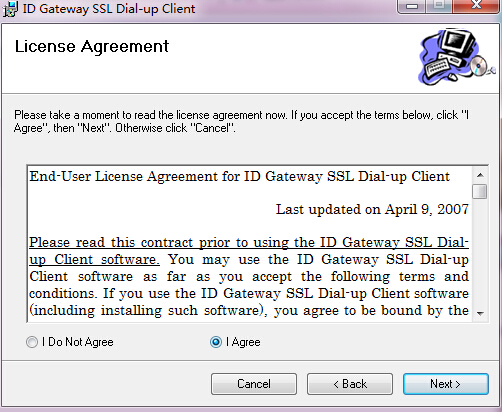 ID Gateway SSL Dial-up Client
License Agreement
Please take a moment to read the license agreement now. If you accept the terms below, click "I
Agree", then "Next". Otherwise click "Cancel".
End-User License Agreement for ID Gateway SSL Dial-up Client
Last updated on April 9, 2007
Please read this contract prior to using the ID Gateway SSL Dial-
up Client software. You may use the ID Gateway SSL Dial-up
Client software as far as you accept the following terms and
conditions. If you use the ID Gateway SSL Dial-up Client software
(including installing such software), you agree to be bound by the
I Do Not Agree
I Agree
Cancel
< Back
Next >